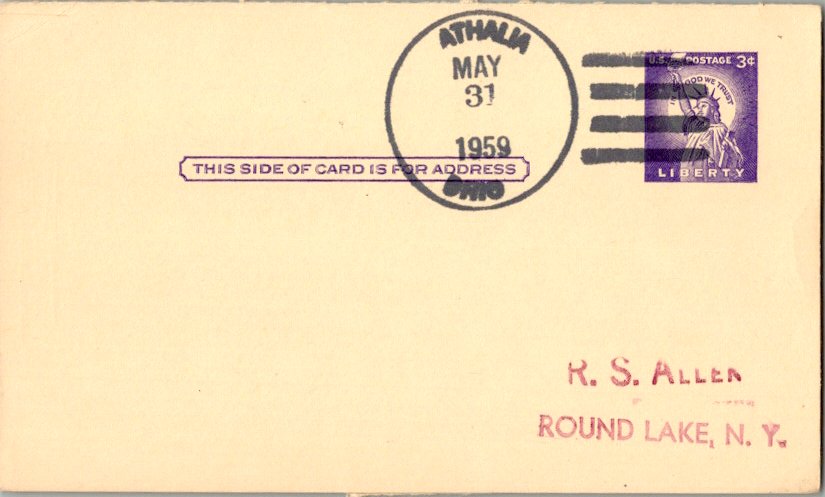 ATHALIA
MAY
31
1959
OHIO
U.S. POSTAGE 3¢
IN GOD WE TRUST
LIBERTY
THIS SIDE OF CARD IS FOR ADDRESS
R. S. ALLEN
ROUND LAKE, N. Y.